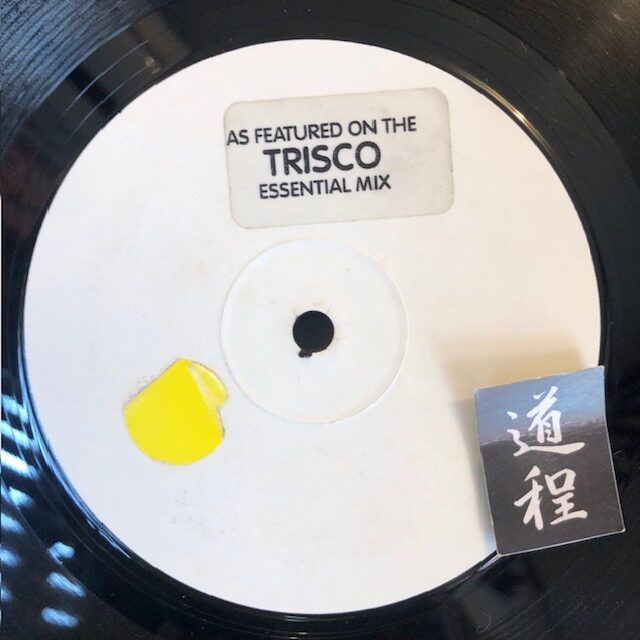 AS FEATURED ON THE
TRISCO
ESSENTIAL MIX
道程